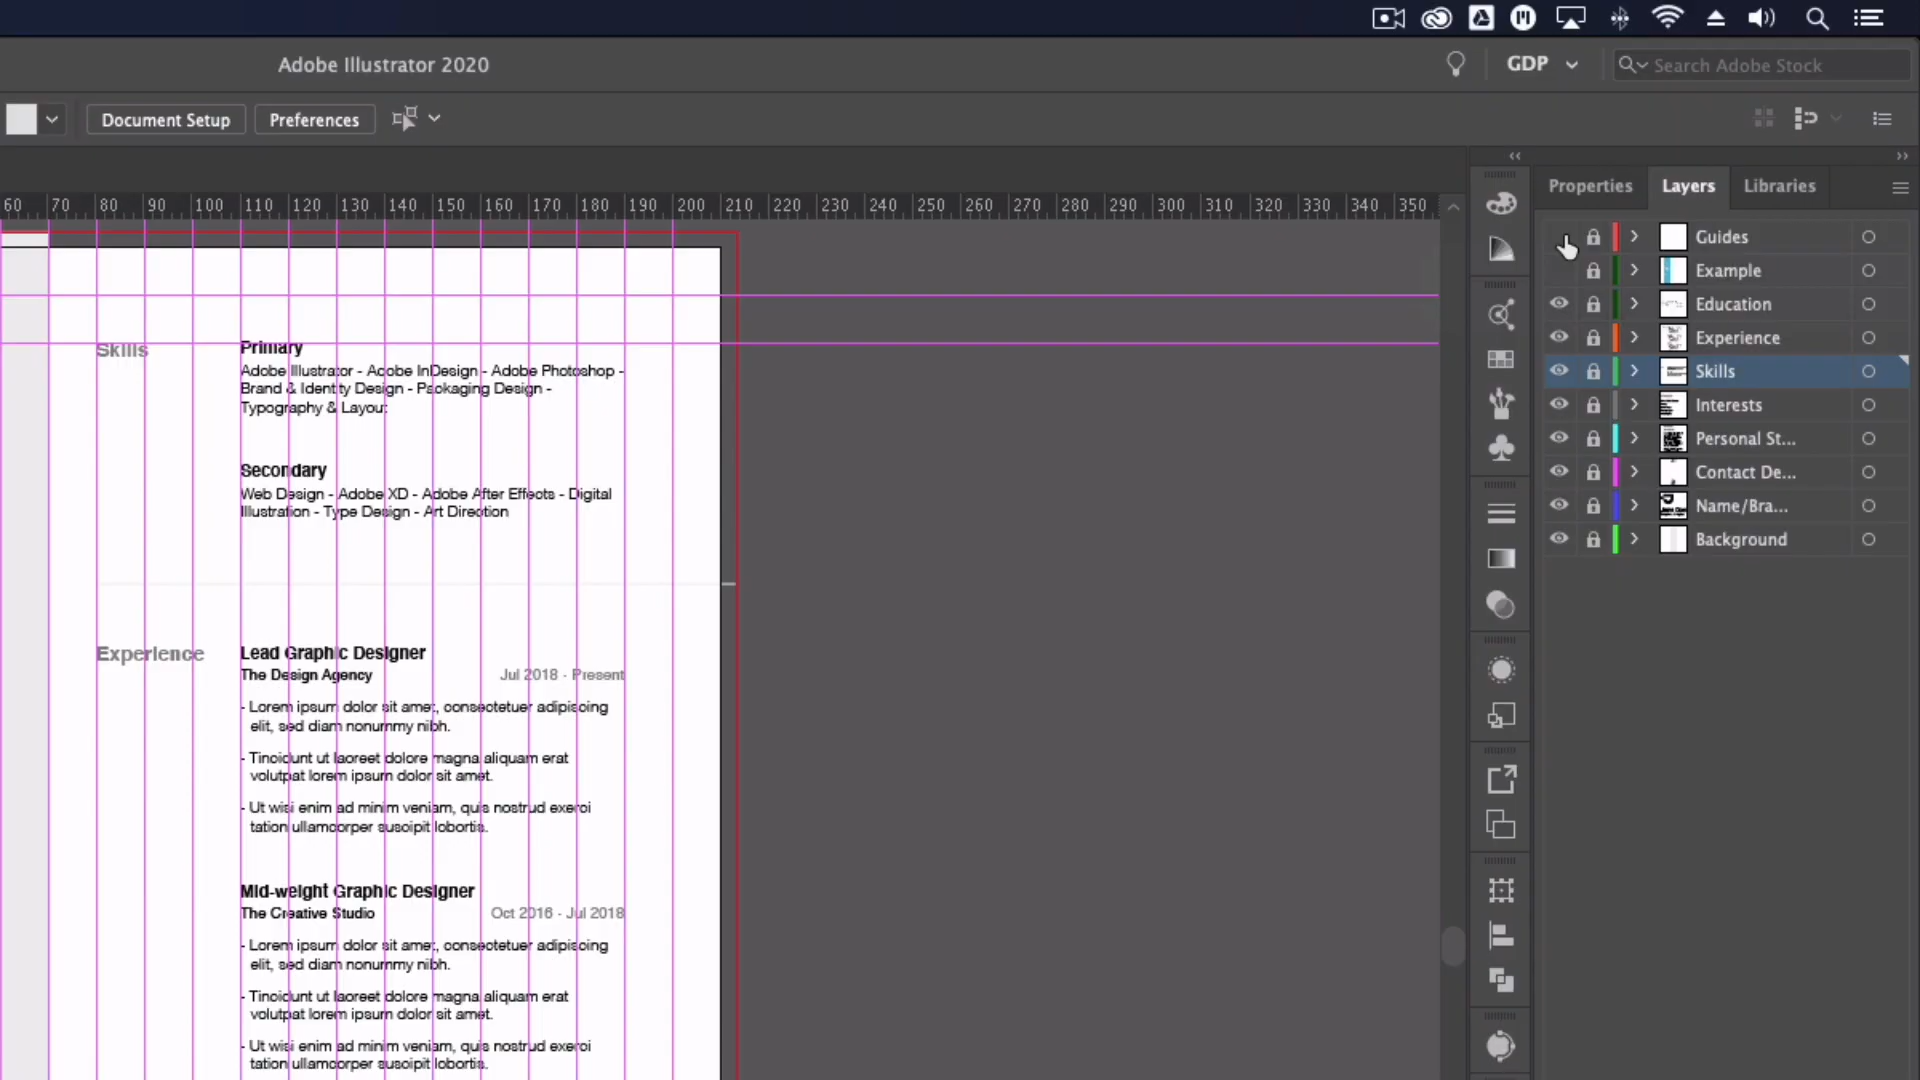 Adobe Illustrator 2020
GDP
Search Adobe Stock
Document Setup
Preferences
Properties
Layers
Libraries
60 70 80 90 100 110 120 130 140 150 160 170 180 190 200 210 220 230 240 250 260 270 280 290 300 310 320 330 340 350
Guides
Example
Education
Experience
Skills
Interests
Personal St...
Contact De...
Name/Bra...
Background
Skills
Primary
Adobe Illustrator - Adobe InDesign - Adobe Photoshop -
Brand & Identity Design - Packaging Design -
Typography & Layout
Secondary
Web Design - Adobe XD - Adobe After Effects - Digital
Illustration - Type Design - Art Direction
Experience
Lead Graphic Designer
The Design Agency
Jul 2018 - Present
- Lorem ipsum dolor sit amet, consectetuer adipiscing
elit, sed diam nonummy nibh.
- Tincidunt ut laoreet dolore magna aliquam erat
volutpat lorem ipsum dolor sit amet.
- Ut wisi enim ad minim veniam, quis nostrud exerci
tation ullamcorper suscipit lobortis.
Mid-weight Graphic Designer
The Creative Studio
Oct 2016 - Jul 2018
- Lorem ipsum dolor sit amet, consectetuer adipiscing
elit, sed diam nonummy nibh.
- Tincidunt ut laoreet dolore magna aliquam erat
volutpat lorem ipsum dolor sit amet.
- Ut wisi enim ad minim veniam, quis nostrud exerci
tation ullamcorper suscipit lobortis.